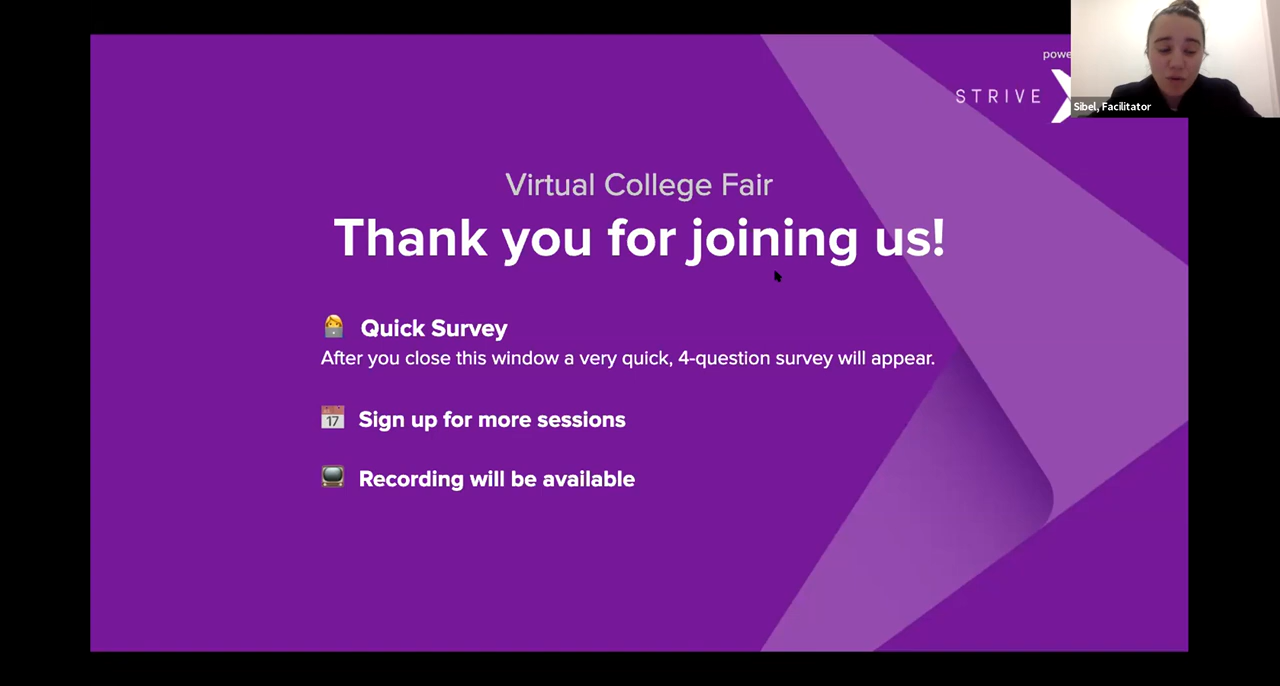 STRIVE
Sibel, Facilitator
Virtual College Fair
Thank you for joining us!
Quick Survey
After you close this window a very quick, 4-question survey will appear.
17
Sign up for more sessions
Recording will be available